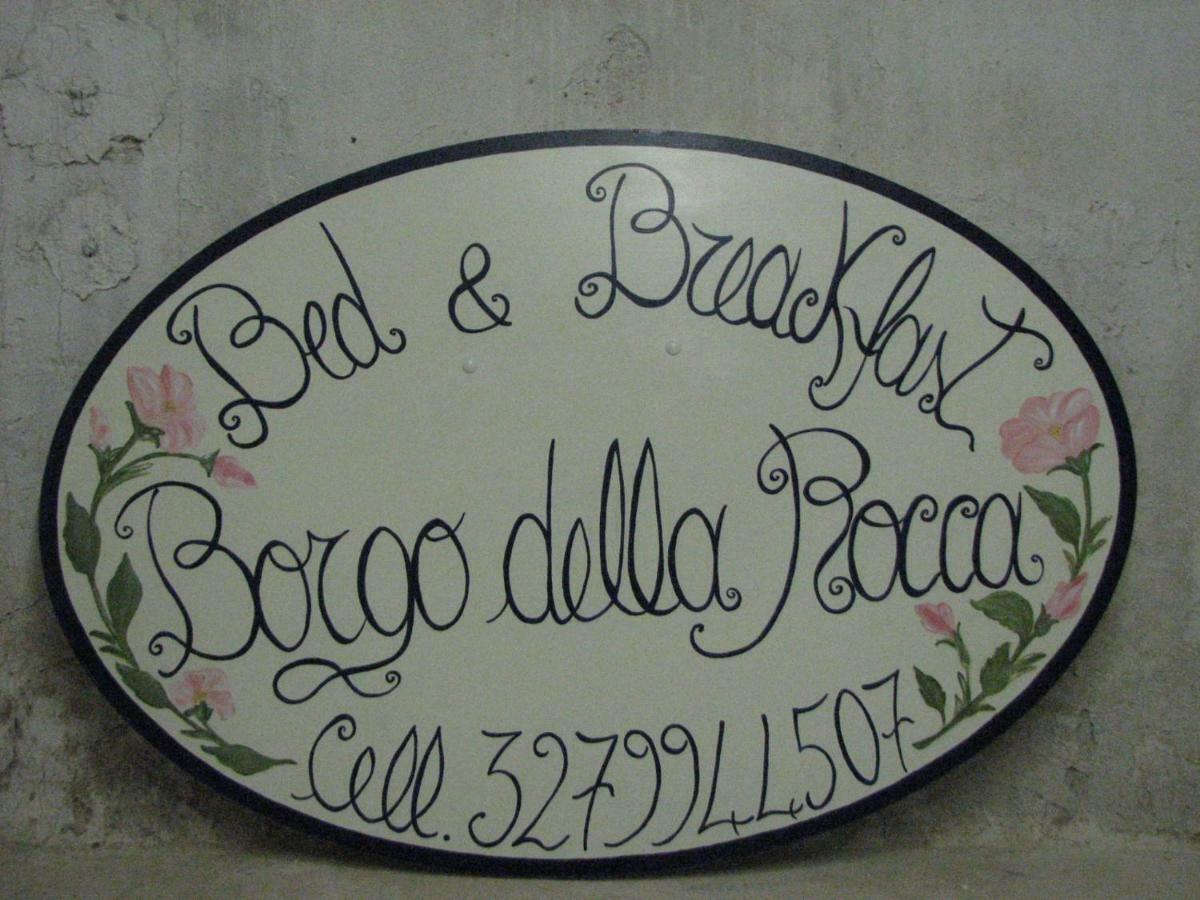 Bed & Breakfast
Borgo della Rocca
Cell. 3279944507